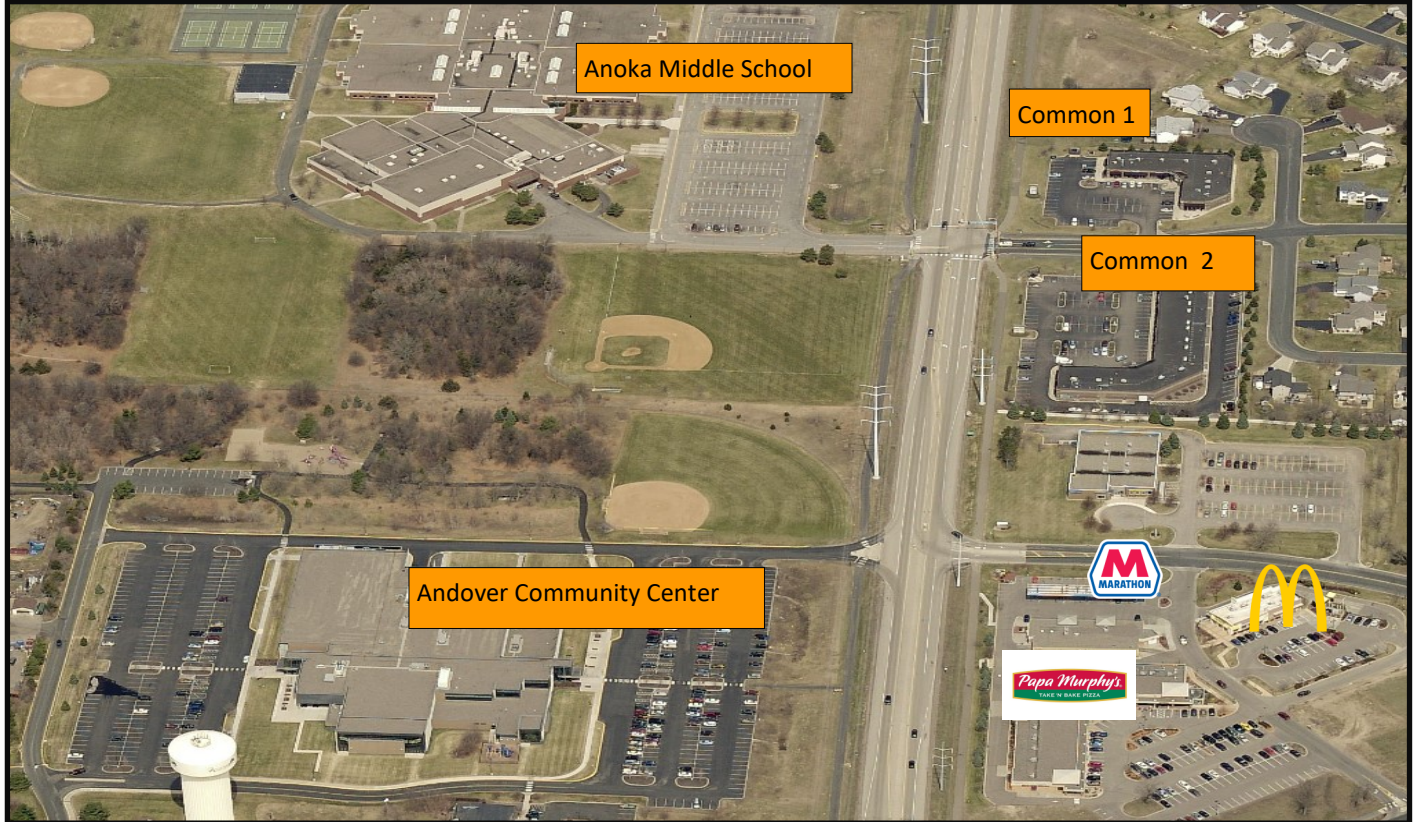 Anoka Middle School
Common 1
Common 2
M
MARATHON
Andover Community Center
Papa Murphy's
TAKE 'N' BAKE PIZZA